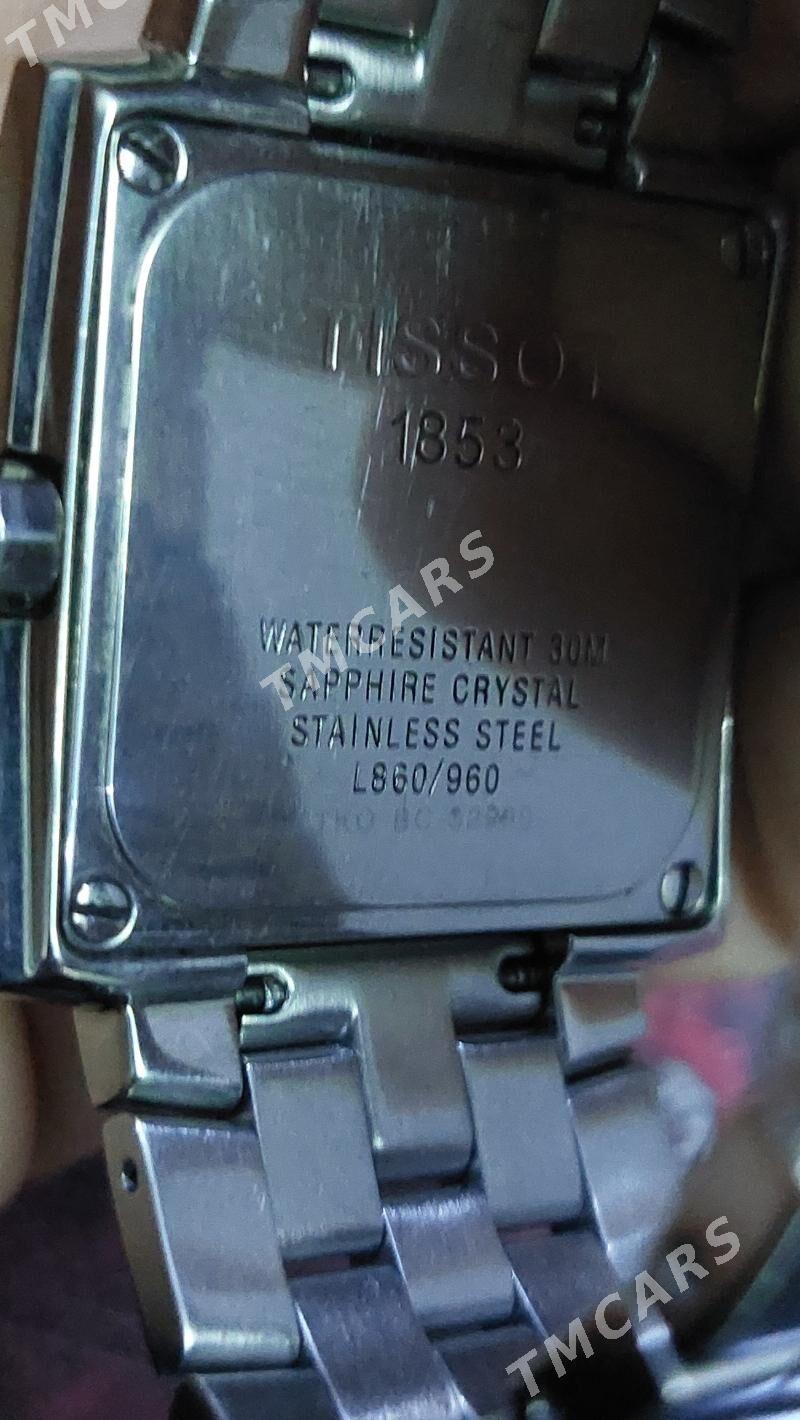 TMCARS
TISSOT
1853
TMCARS
WATERRESISTANT 30M
SAPPHIRE CRYSTAL
STAINLESS STEEL
L860/960
TMCARS